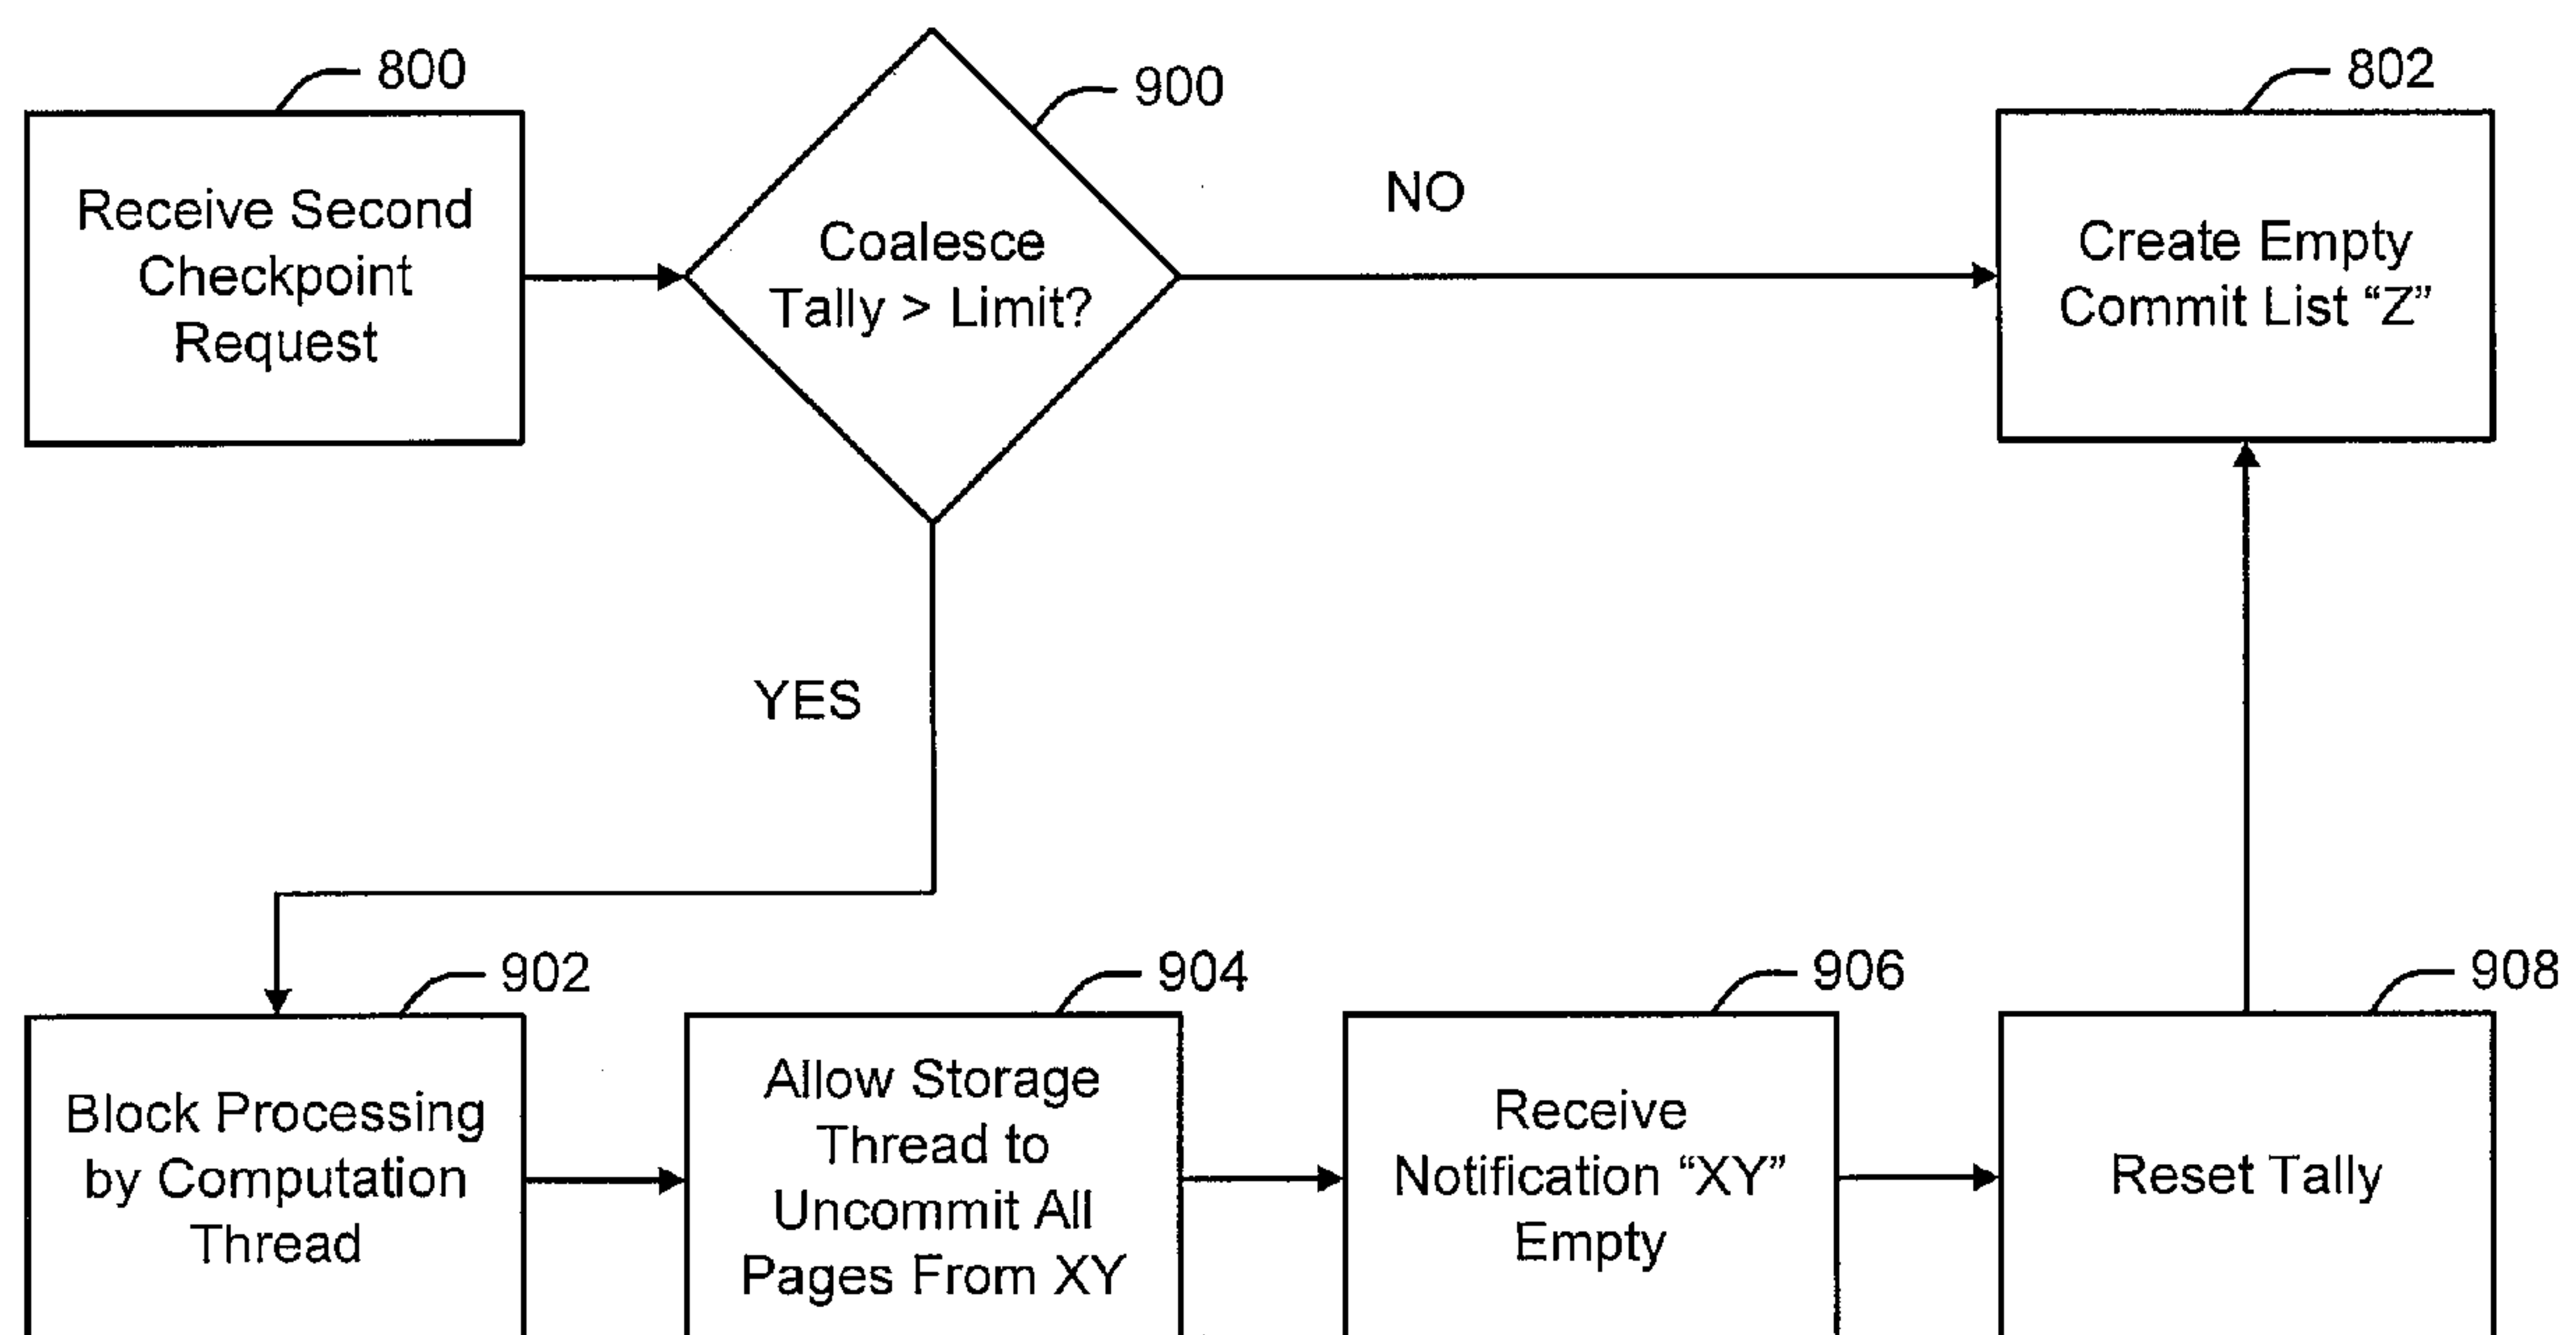 800
Receive Second
Checkpoint
Request
900
Coalesce
Tally > Limit?
NO
802
Create Empty
Commit List “Z”
YES
902
Block Processing
by Computation
Thread
904
Allow Storage
Thread to
Uncommit All
Pages From XY
906
Receive
Notification “XY”
Empty
908
Reset Tally